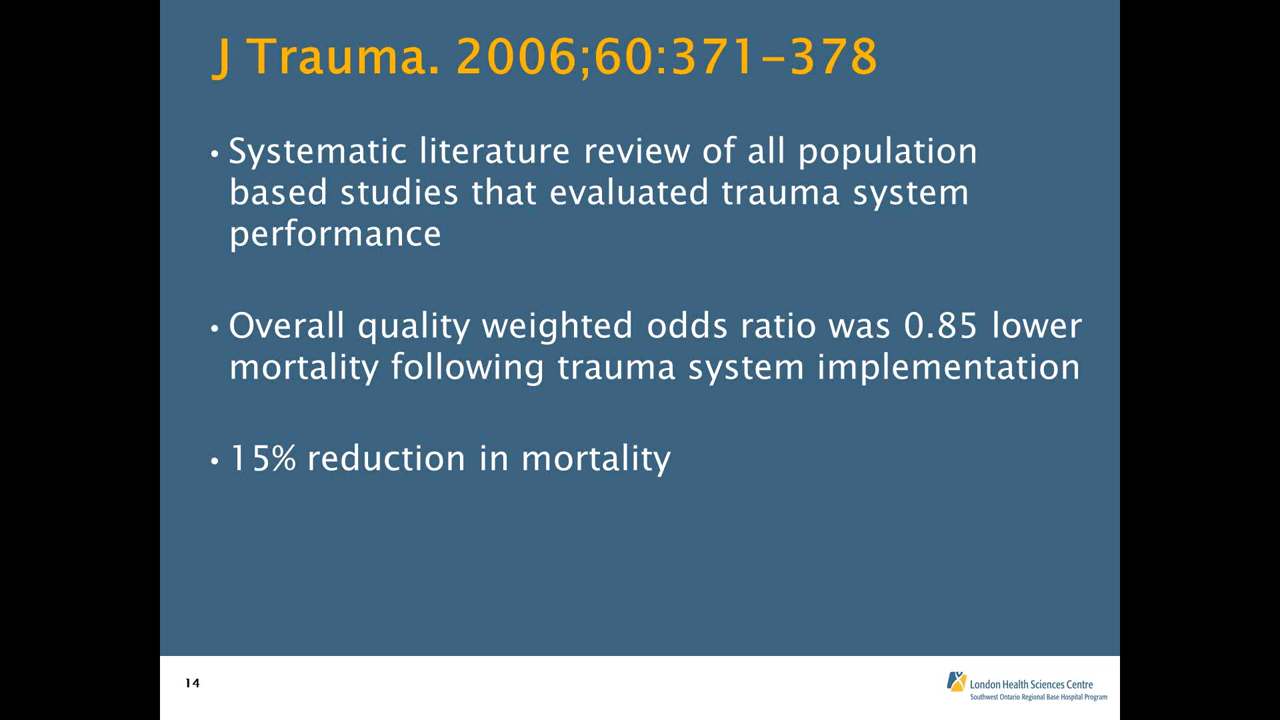 J Trauma. 2006;60:371-378
• Systematic literature review of all population
based studies that evaluated trauma system
performance
• Overall quality weighted odds ratio was 0.85 lower
mortality following trauma system implementation
• 15% reduction in mortality
14
London Health Sciences Centre
Southwest Ontario Regional Base Hospital Program